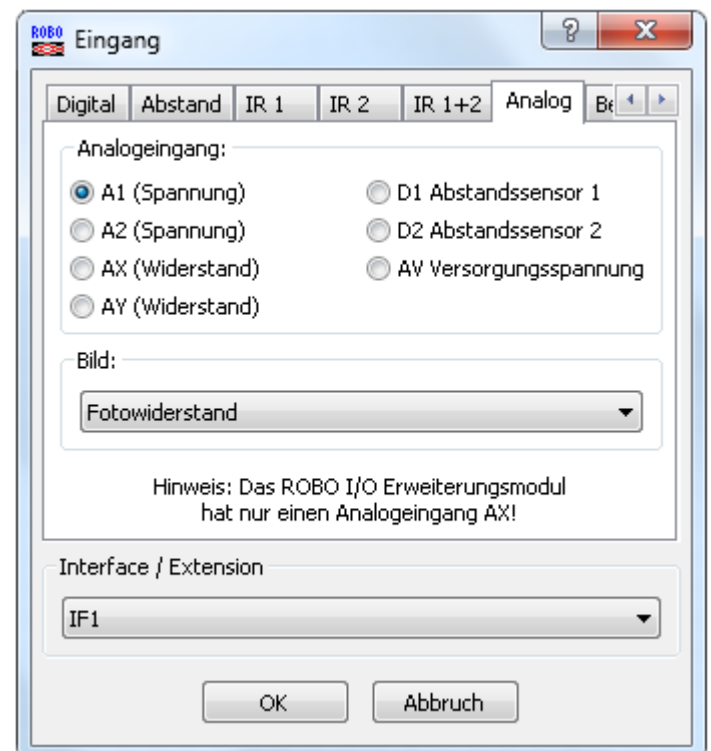 ROBO Eingang
Digital Abstand IR 1 IR 2 IR 1+2 Analog
Analogeingang:
A1 (Spannung) D1 Abstandssensor 1
A2 (Spannung) D2 Abstandssensor 2
AX (Widerstand) AV Versorgungsspannung
AY (Widerstand)
Bild:
Fotowiderstand
Hinweis: Das ROBO I/O Erweiterungsmodul
hat nur einen Analogeingang AX!
Interface / Extension
IF1
OK Abbruch